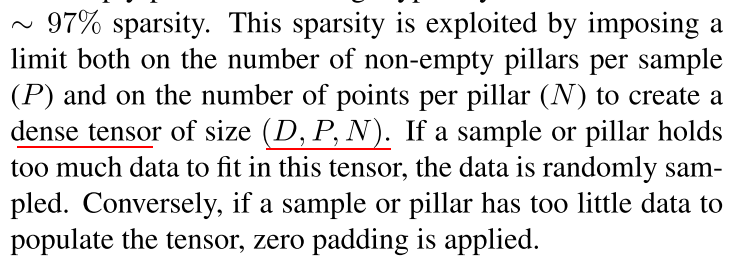 ∼ 97% sparsity. This sparsity is exploited by imposing a
limit both on the number of non-empty pillars per sample
(P) and on the number of points per pillar (N) to create a
dense tensor of size (D, P, N). If a sample or pillar holds
too much data to fit in this tensor, the data is randomly sam-
pled. Conversely, if a sample or pillar has too little data to
populate the tensor, zero padding is applied.